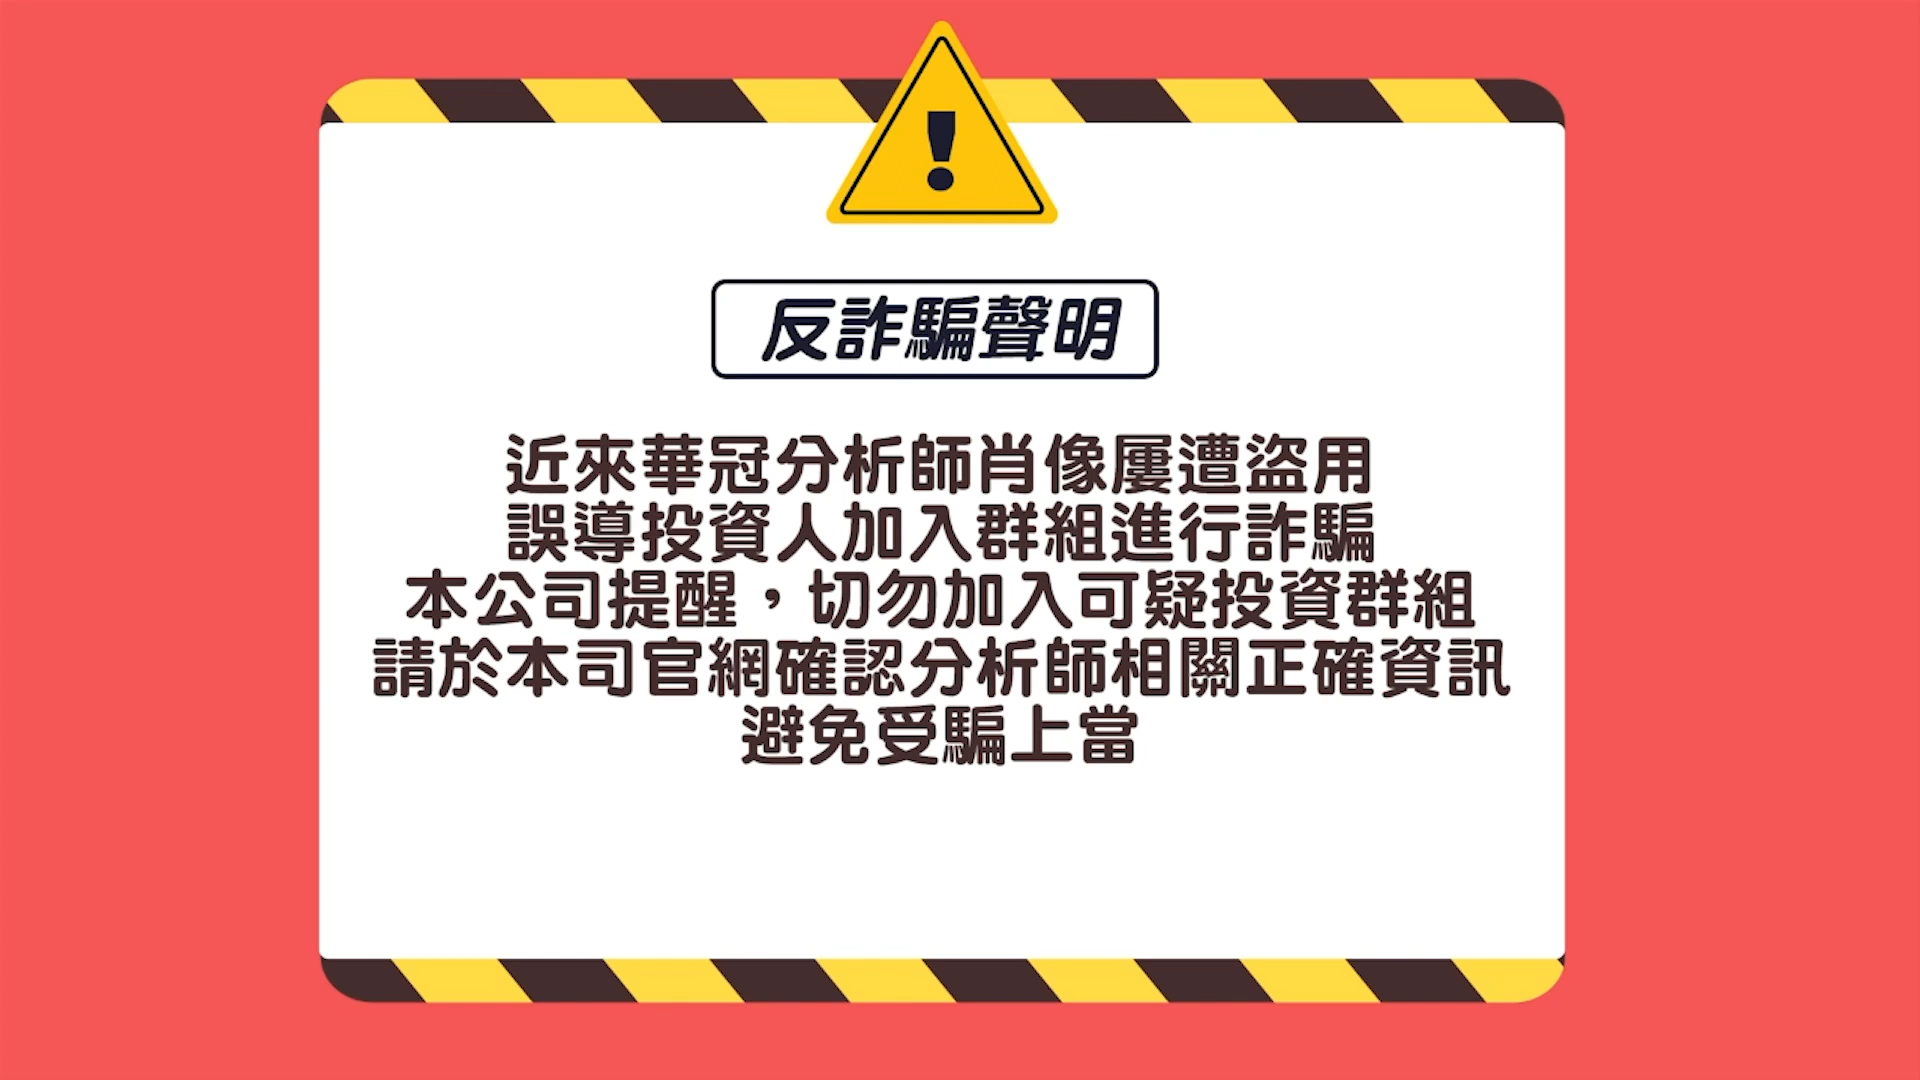 反詐騙聲明
近來華冠分析師肖像屢遭盜用
誤導投資人加入群組進行詐騙
本公司提醒，切勿加入可疑投資群組
請於本司官網確認分析師相關正確資訊
避免受騙上當